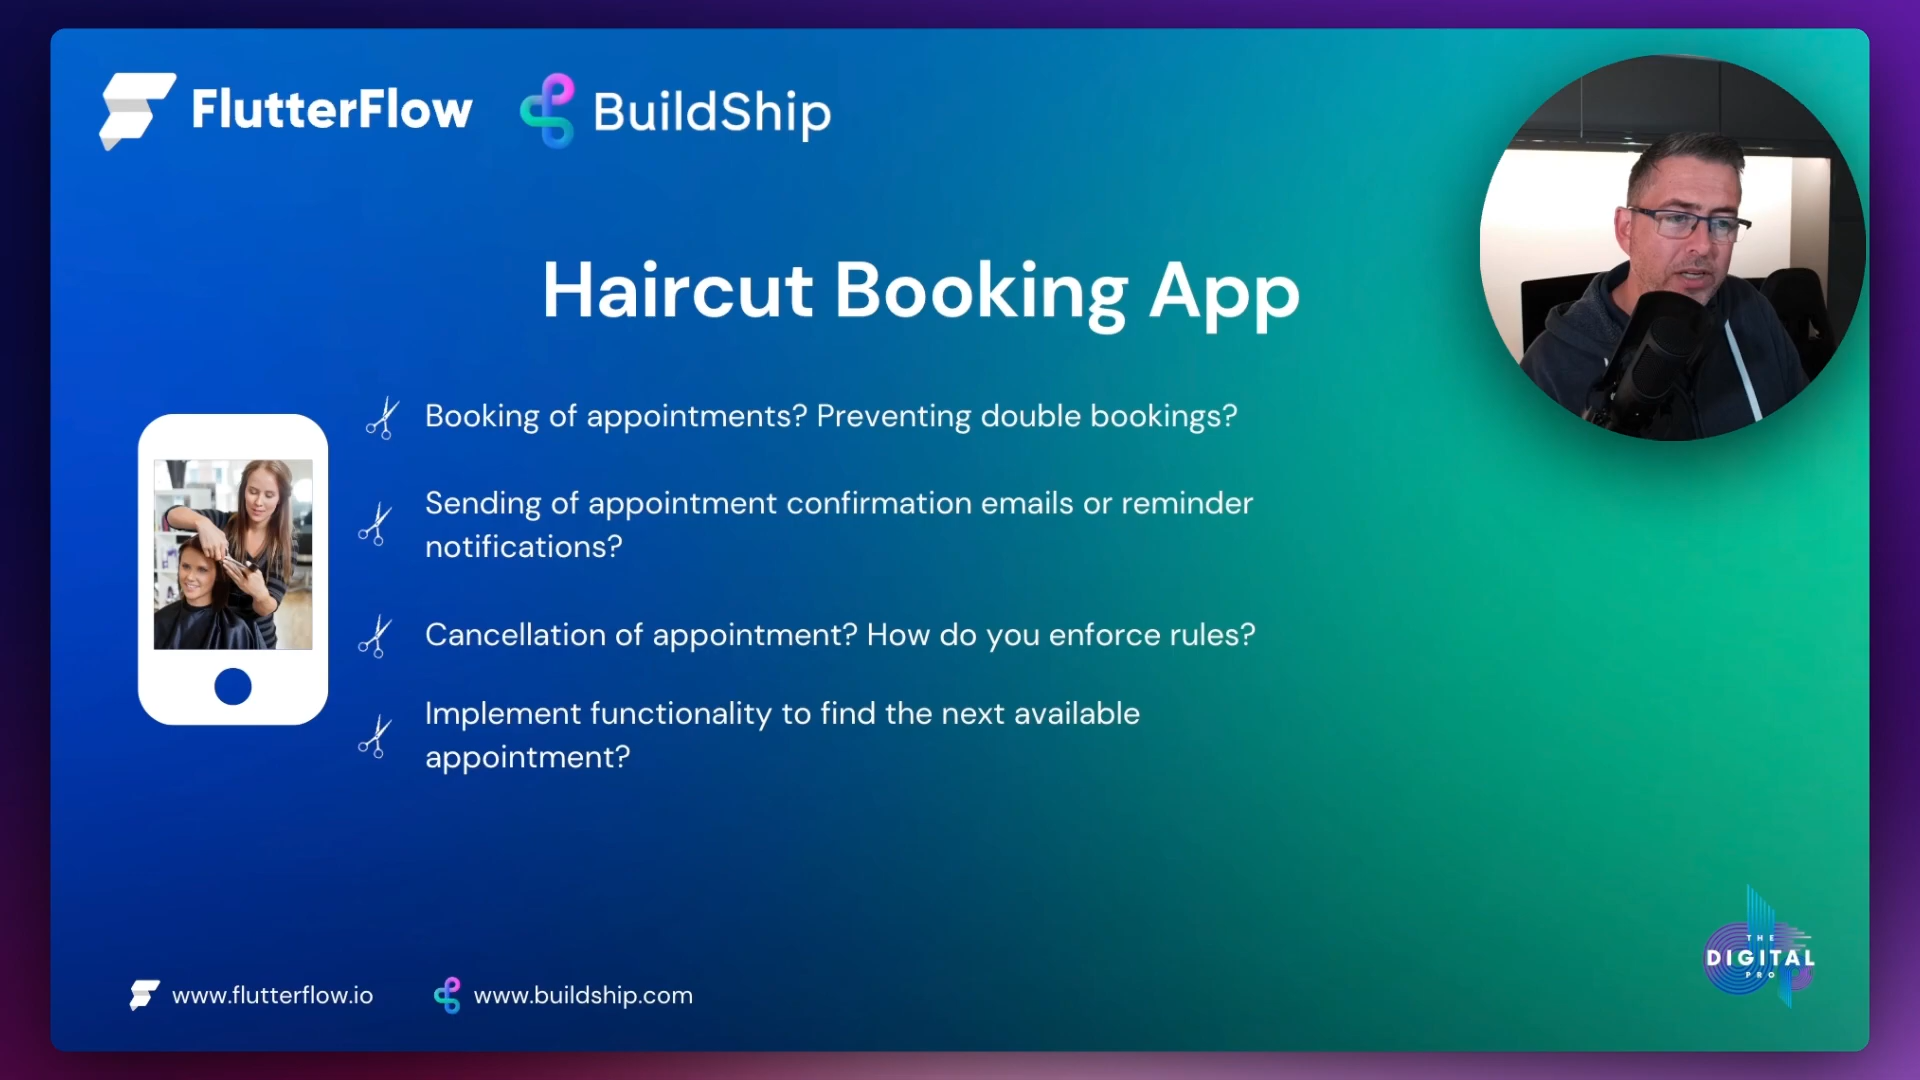 FlutterFlow BuildShip
Haircut Booking App
Booking of appointments? Preventing double bookings?
Sending of appointment confirmation emails or reminder
notifications?
Cancellation of appointment? How do you enforce rules?
Implement functionality to find the next available
appointment?
THE
DIGITAL
PRO
www.flutterflow.io www.buildship.com